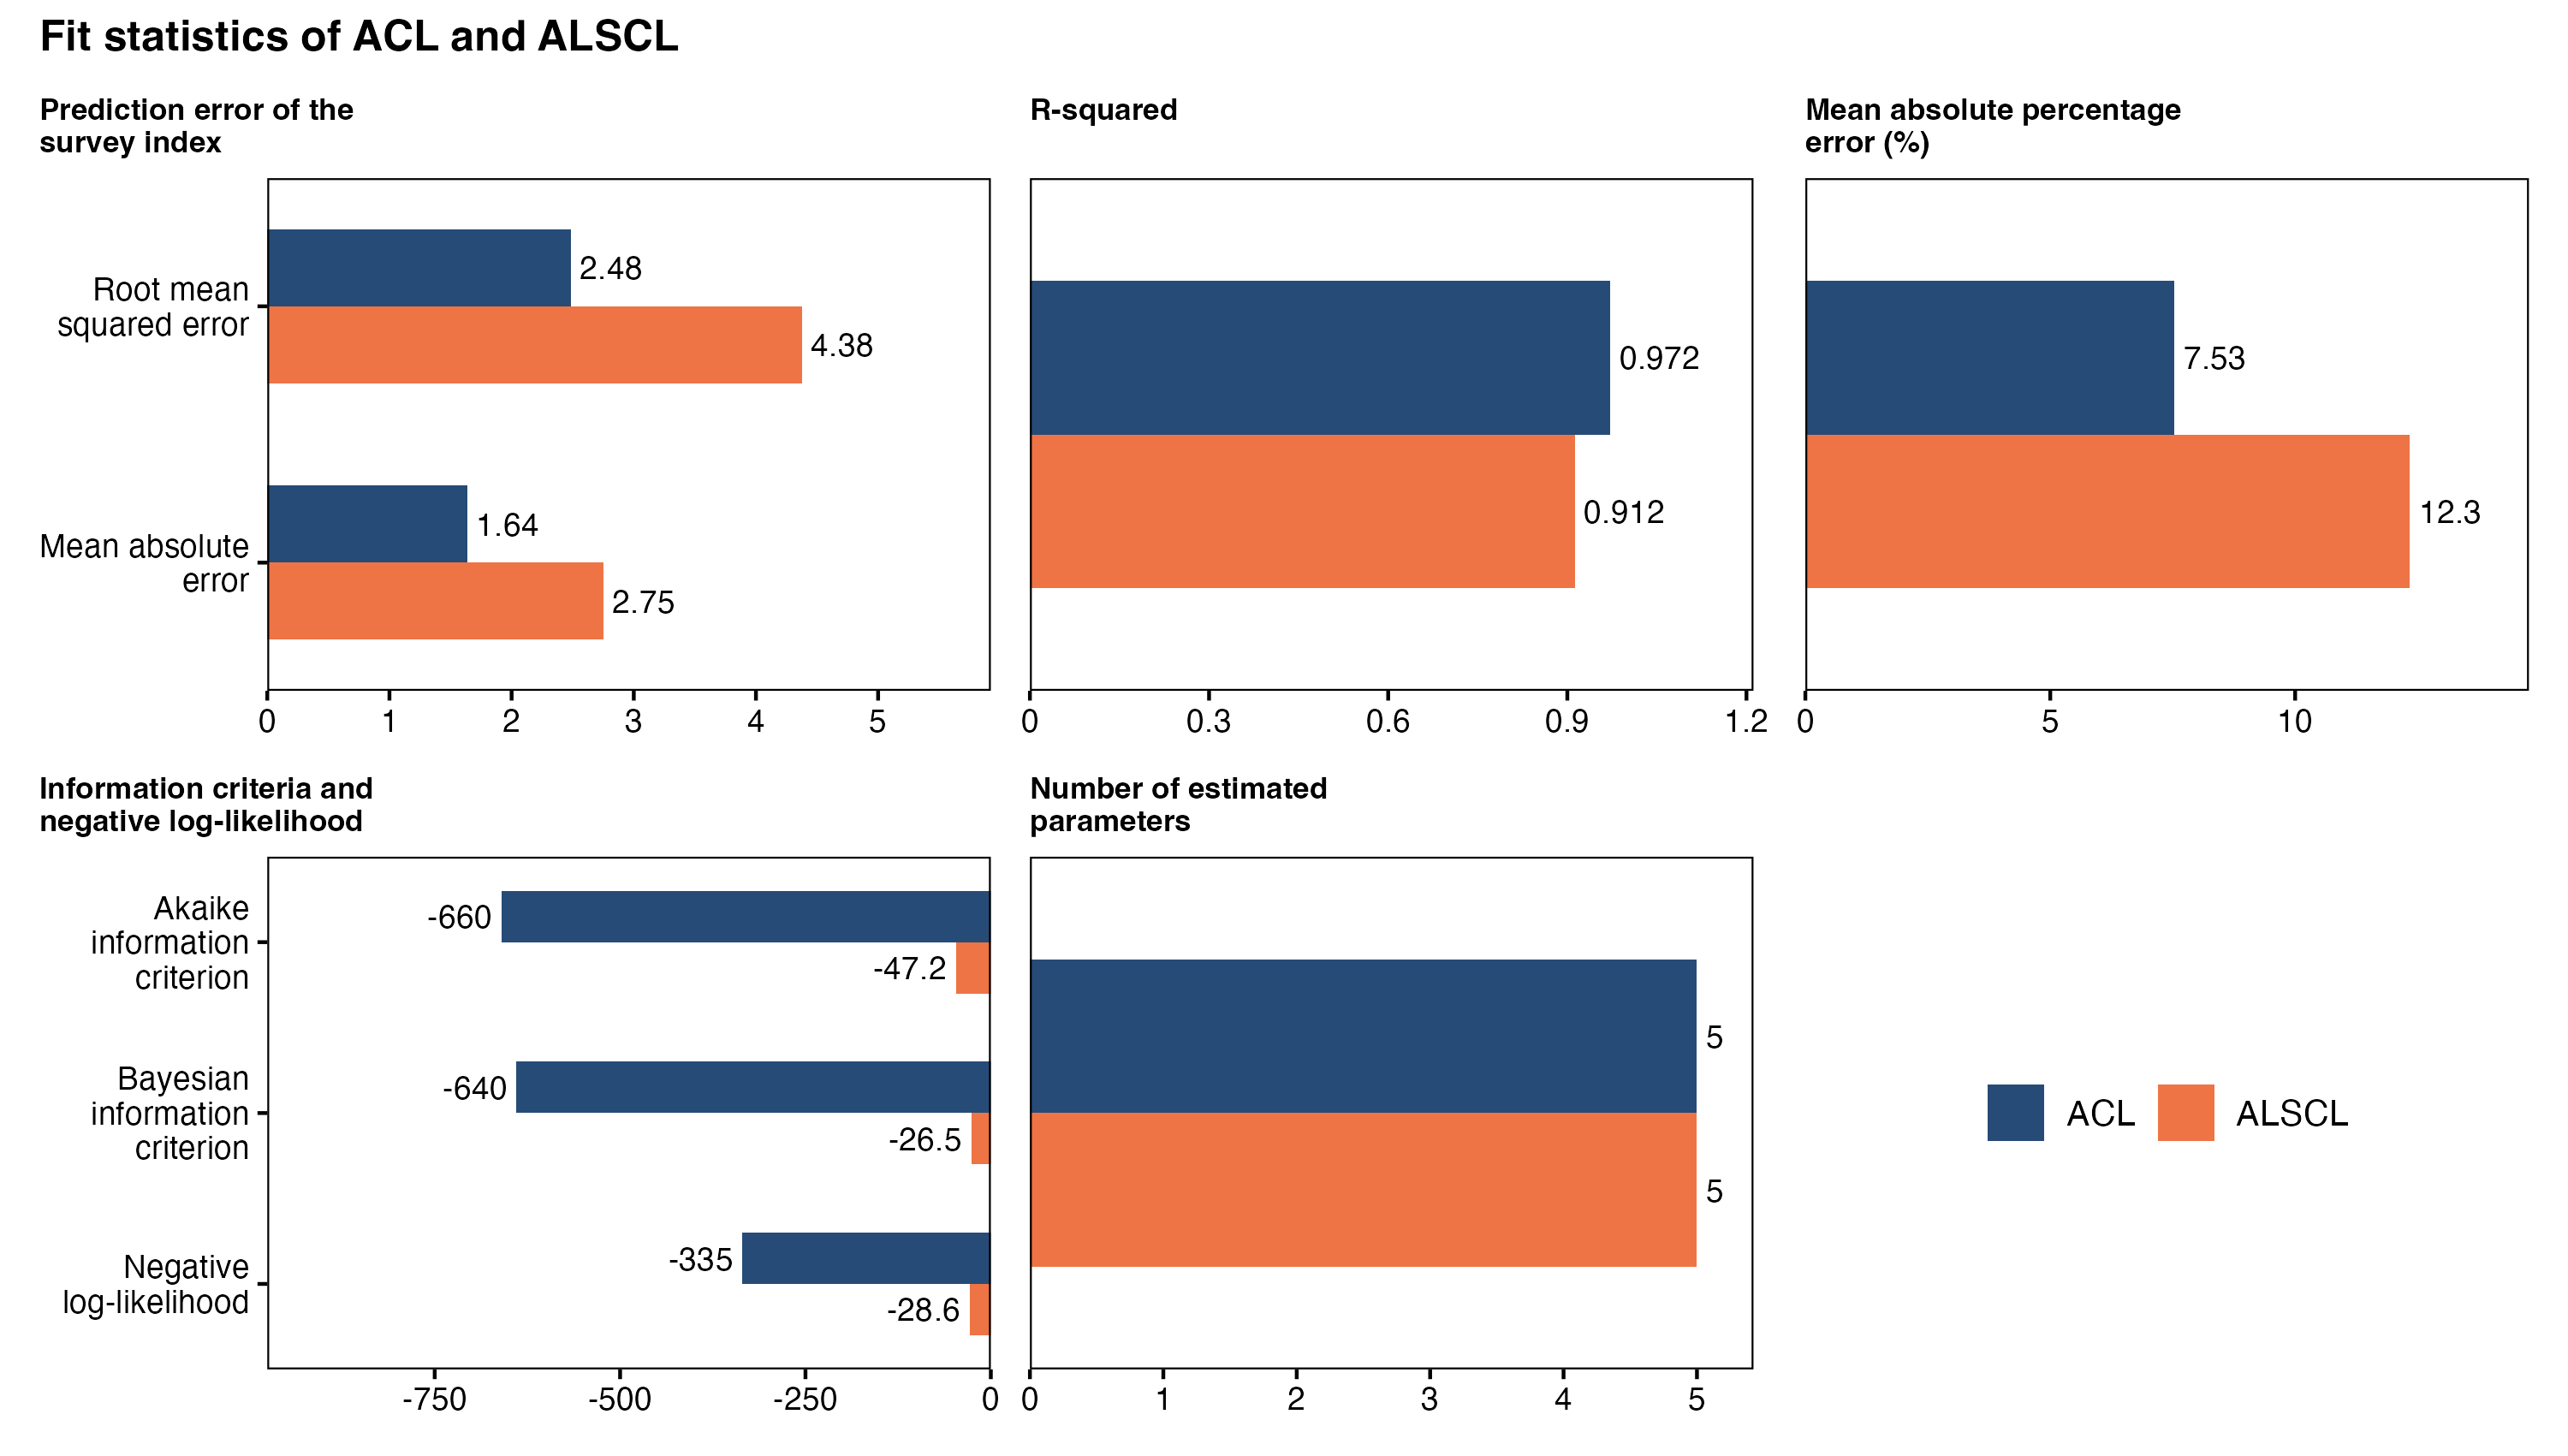 Fit statistics of ACL and ALSCL
Prediction error of the
survey index
Root mean
squared error
2.48
4.38
Mean absolute
error
1.64
2.75
0 1 2 3 4 5
R-squared
0.972
0.912
0 0.3 0.6 0.9 1.2
Mean absolute percentage
error (%)
7.53
12.3
0 5 10
Information criteria and
negative log-likelihood
Akaike
information
criterion
-660
-47.2
Bayesian
information
criterion
-640
-26.5
Negative
log-likelihood
-335
-28.6
-750 -500 -250 0
Number of estimated
parameters
5
5
0 1 2 3 4 5
ACL ALSCL